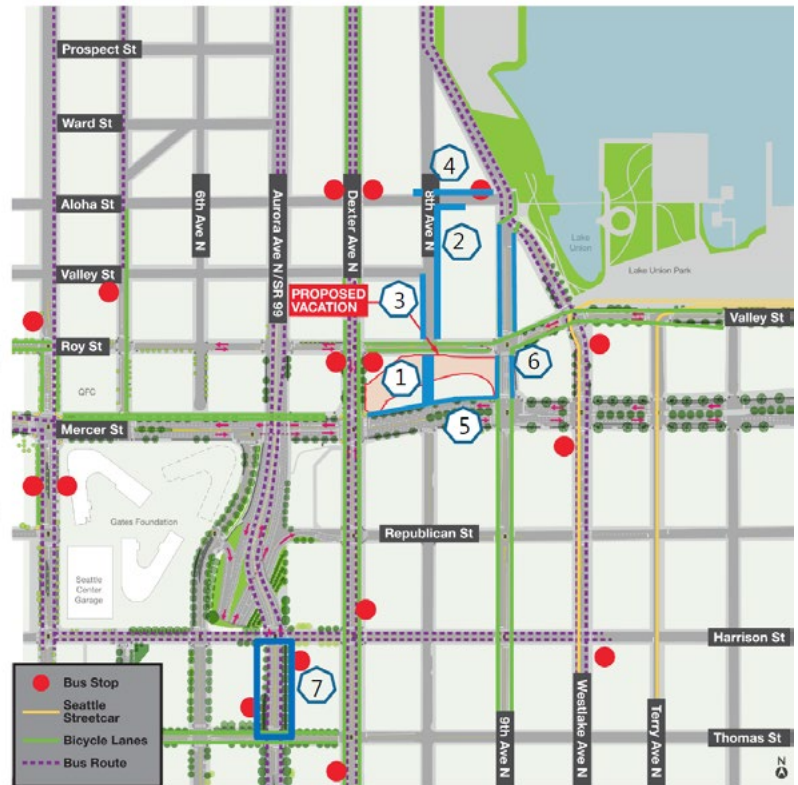 Prospect St
Ward St
4
Aloha St
6th Ave N
Aurora Ave N/SR 99
Dexter Ave N
8th Ave N
2
Lake
Union
Lake Union Park
Valley St
PROPOSED
VACATION
3
Valley St
Roy St
1
6
QFC
5
Mercer St
Gates Foundation
Republican St
Seattle
Center
Garage
Harrison St
Bus Stop
Seattle
Streetcar
Bicycle Lanes
Bus Route
7
9th Ave N
Westlake Ave N
Terry Ave N
Thomas St
N